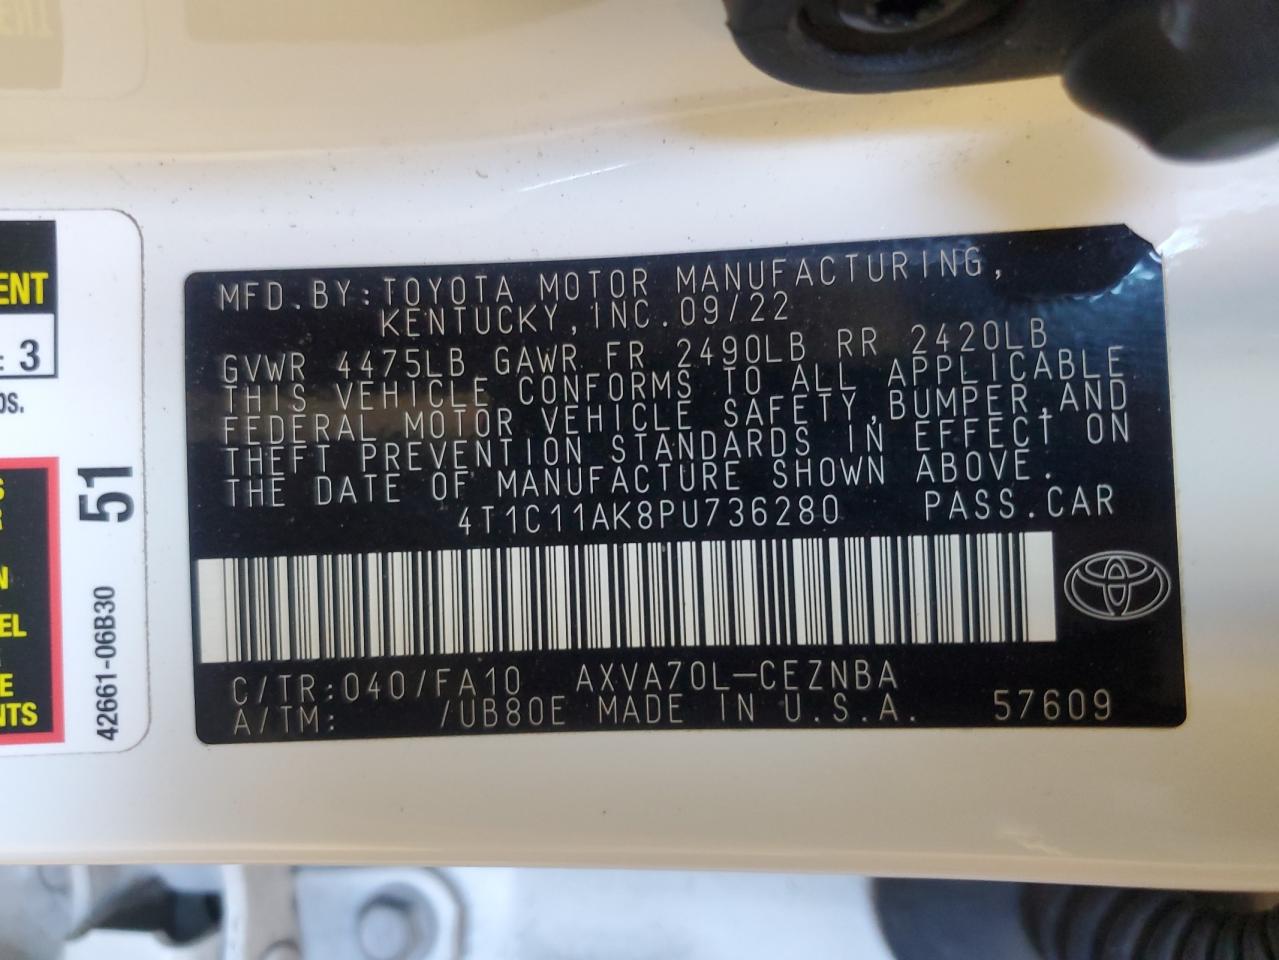 ENT
: 3
OS.
S
R
N
EL
E
NTS
51
42661-06B30
MFD.BY:TOYOTA MOTOR MANUFACTURING,
KENTUCKY,INC.09/22
GVWR 4475LB GAWR FR 2490LB RR 2420LB
THIS VEHICLE CONFORMS TO ALL APPLICABLE
FEDERAL MOTOR VEHICLE SAFETY,BUMPER,AND
THEFT PREVENTION STANDARDS IN EFFECT ON
THE DATE OF MANUFACTURE SHOWN ABOVE.
4T1C11AK8PU736280 PASS.CAR
C/TR:040/FA10 AXVA70L-CEZNBA
A/TM: /UB80E MADE IN U.S.A. 57609